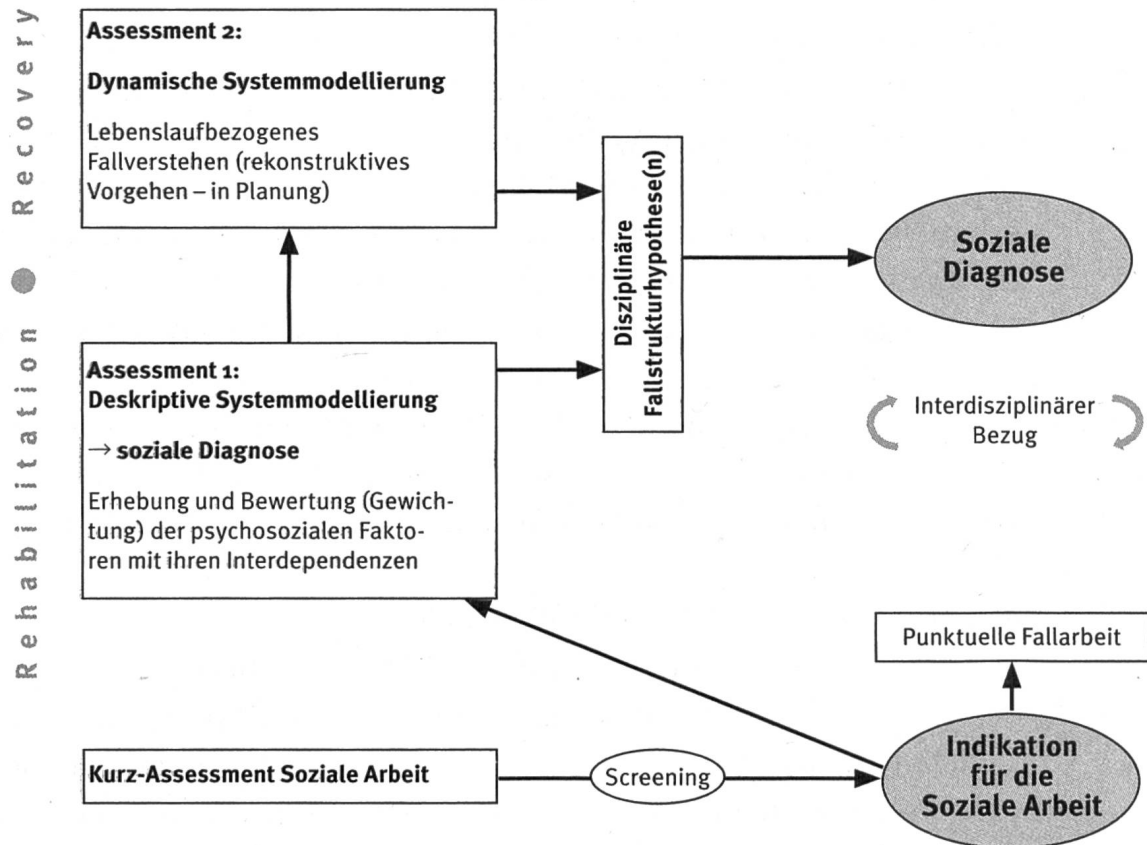 Rehabilitation ● Recovery
Assessment 2:
Dynamische Systemmodellierung
Lebenslaufbezogenes
Fallverstehen (rekonstruktives
Vorgehen – in Planung)
Disziplinäre
Fallstrukturhypothese(n)
Soziale
Diagnose
Assessment 1:
Deskriptive Systemmodellierung
→ soziale Diagnose
Erhebung und Bewertung (Gewich-
tung) der psychosozialen Fakto-
ren mit ihren Interdependenzen
Interdisziplinärer
Bezug
Punktuelle Fallarbeit
Kurz-Assessment Soziale Arbeit
Screening
Indikation
für die
Soziale Arbeit